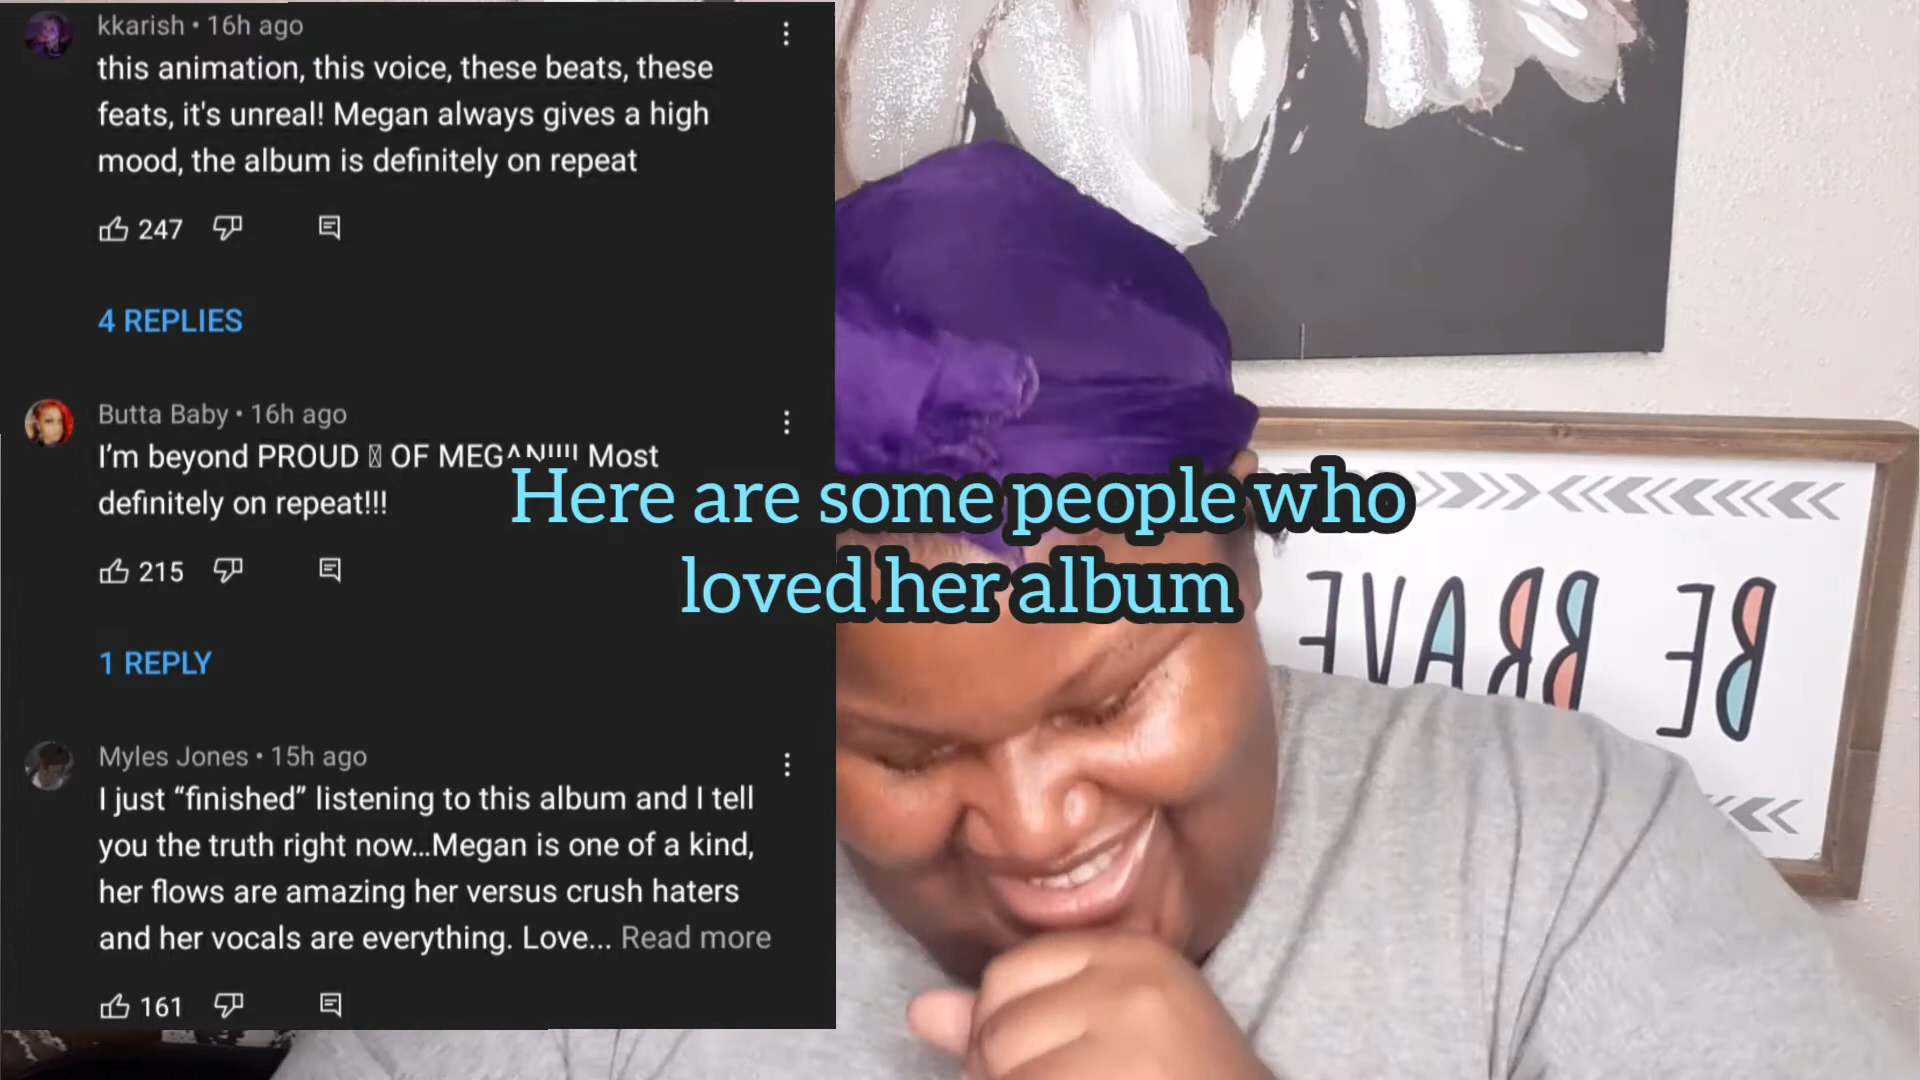 kkarish • 16h ago
this animation, this voice, these beats, these
feats, it's unreal! Megan always gives a high
mood, the album is definitely on repeat
247
4 REPLIES
Butta Baby • 16h ago
I'm beyond PROUD OF MEGAN!!!! Most
definitely on repeat!!!
215
1 REPLY
Myles Jones • 15h ago
I just “finished” listening to this album and I tell
you the truth right now...Megan is one of a kind,
her flows are amazing her versus crush haters
and her vocals are everything. Love... Read more
161
Here are some people who
loved her album
BE BRAVE